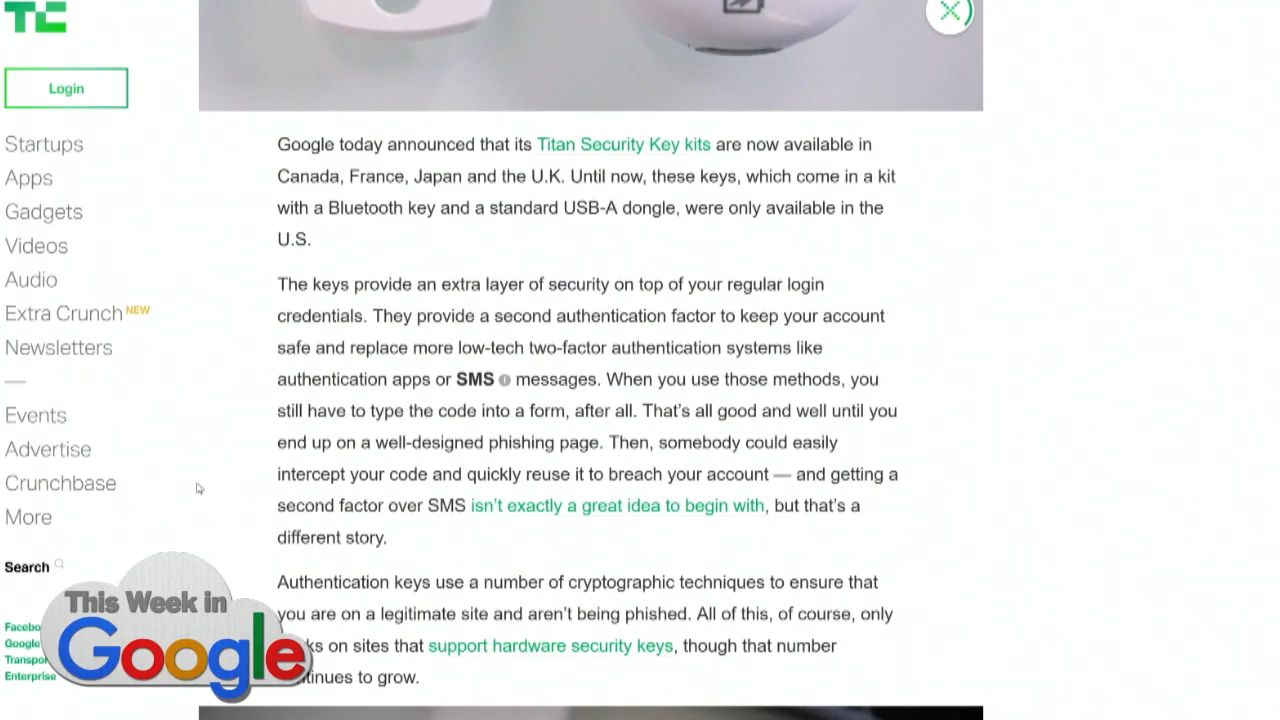 TC
Login
Startups
Apps
Gadgets
Videos
Audio
Extra Crunch NEW
Newsletters
—
Events
Advertise
Crunchbase
More
Search
Facebo
Google
Transpor
Enterprise
Google today announced that its Titan Security Key kits are now available in
Canada, France, Japan and the U.K. Until now, these keys, which come in a kit
with a Bluetooth key and a standard USB-A dongle, were only available in the
U.S.
The keys provide an extra layer of security on top of your regular login
credentials. They provide a second authentication factor to keep your account
safe and replace more low-tech two-factor authentication systems like
authentication apps or SMS messages. When you use those methods, you
still have to type the code into a form, after all. That's all good and well until you
end up on a well-designed phishing page. Then, somebody could easily
intercept your code and quickly reuse it to breach your account — and getting a
second factor over SMS isn't exactly a great idea to begin with, but that's a
different story.
Authentication keys use a number of cryptographic techniques to ensure that
you are on a legitimate site and aren't being phished. All of this, of course, only
ks on sites that support hardware security keys, though that number
tinues to grow.
This Week in
Google